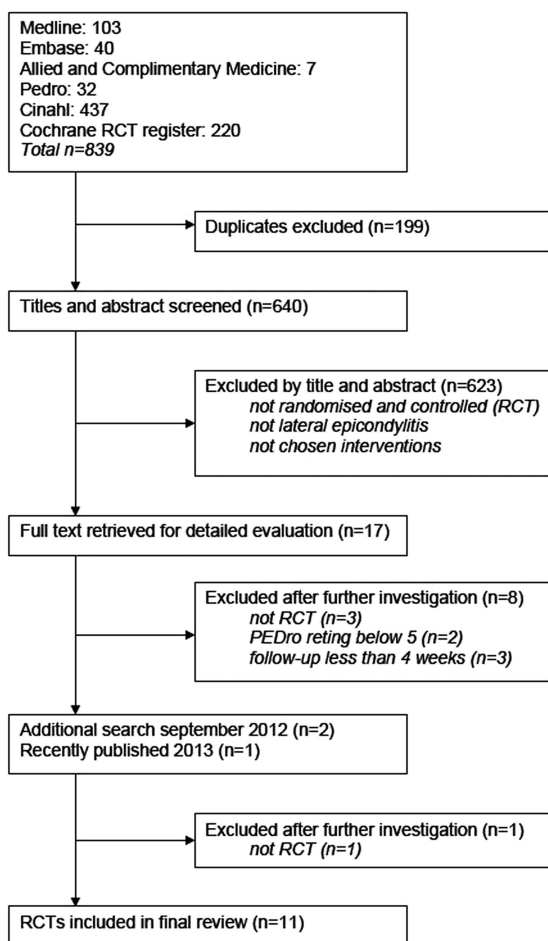 Medline: 103
Embase: 40
Allied and Complimentary Medicine: 7
Pedro: 32
Cinahl: 437
Cochrane RCT register: 220
Total n=839
Duplicates excluded (n=199)
Titles and abstract screened (n=640)
Excluded by title and abstract (n=623)
not randomised and controlled (RCT)
not lateral epicondylitis
not chosen interventions
Full text retrieved for detailed evaluation (n=17)
Excluded after further investigation (n=8)
not RCT (n=3)
PEDro reting below 5 (n=2)
follow-up less than 4 weeks (n=3)
Additional search september 2012 (n=2)
Recently published 2013 (n=1)
Excluded after further investigation (n=1)
not RCT (n=1)
RCTs included in final review (n=11)